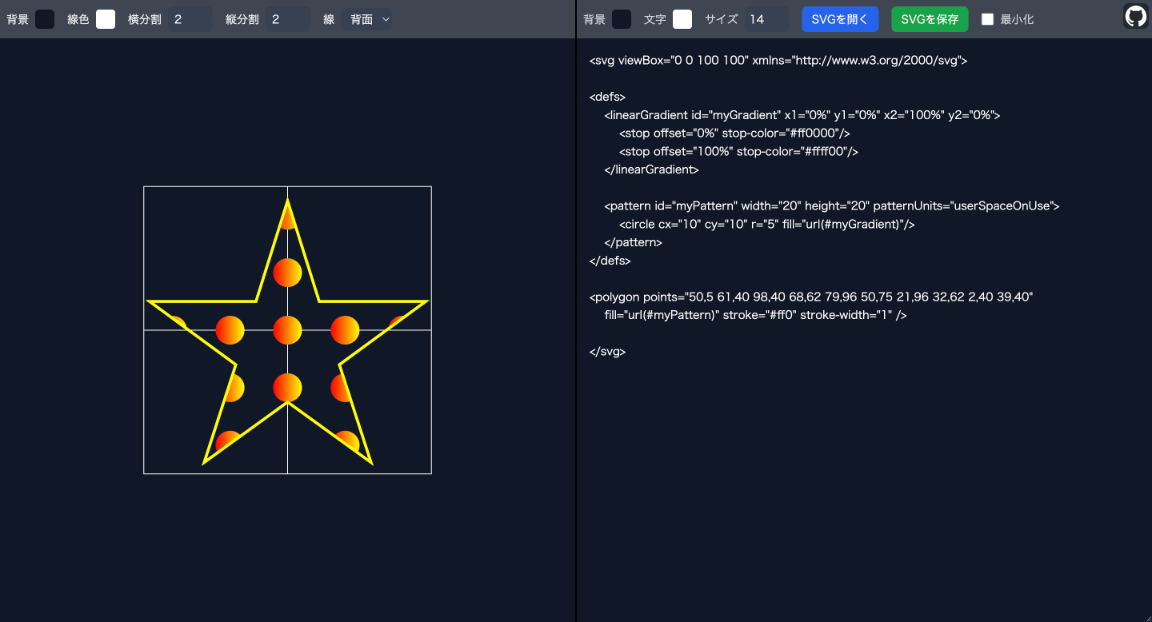 背景 線色 横分割 2 縦分割 2 線 背面
背景 文字 サイズ 14 SVGを開く SVGを保存 最小化
<svg viewBox="0 0 100 100" xmlns="http://www.w3.org/2000/svg">
<defs>
<linearGradient id="myGradient" x1="0%" y1="0%" x2="100%" y2="0%">
<stop offset="0%" stop-color="#ff0000"/>
<stop offset="100%" stop-color="#ffff00"/>
</linearGradient>
<pattern id="myPattern" width="20" height="20" patternUnits="userSpaceOnUse">
<circle cx="10" cy="10" r="5" fill="url(#myGradient)"/>
</pattern>
</defs>
<polygon points="50,5 61,40 98,40 68,62 79,96 50,75 21,96 32,62 2,40 39,40"
fill="url(#myPattern)" stroke="#ff0" stroke-width="1" />
</svg>